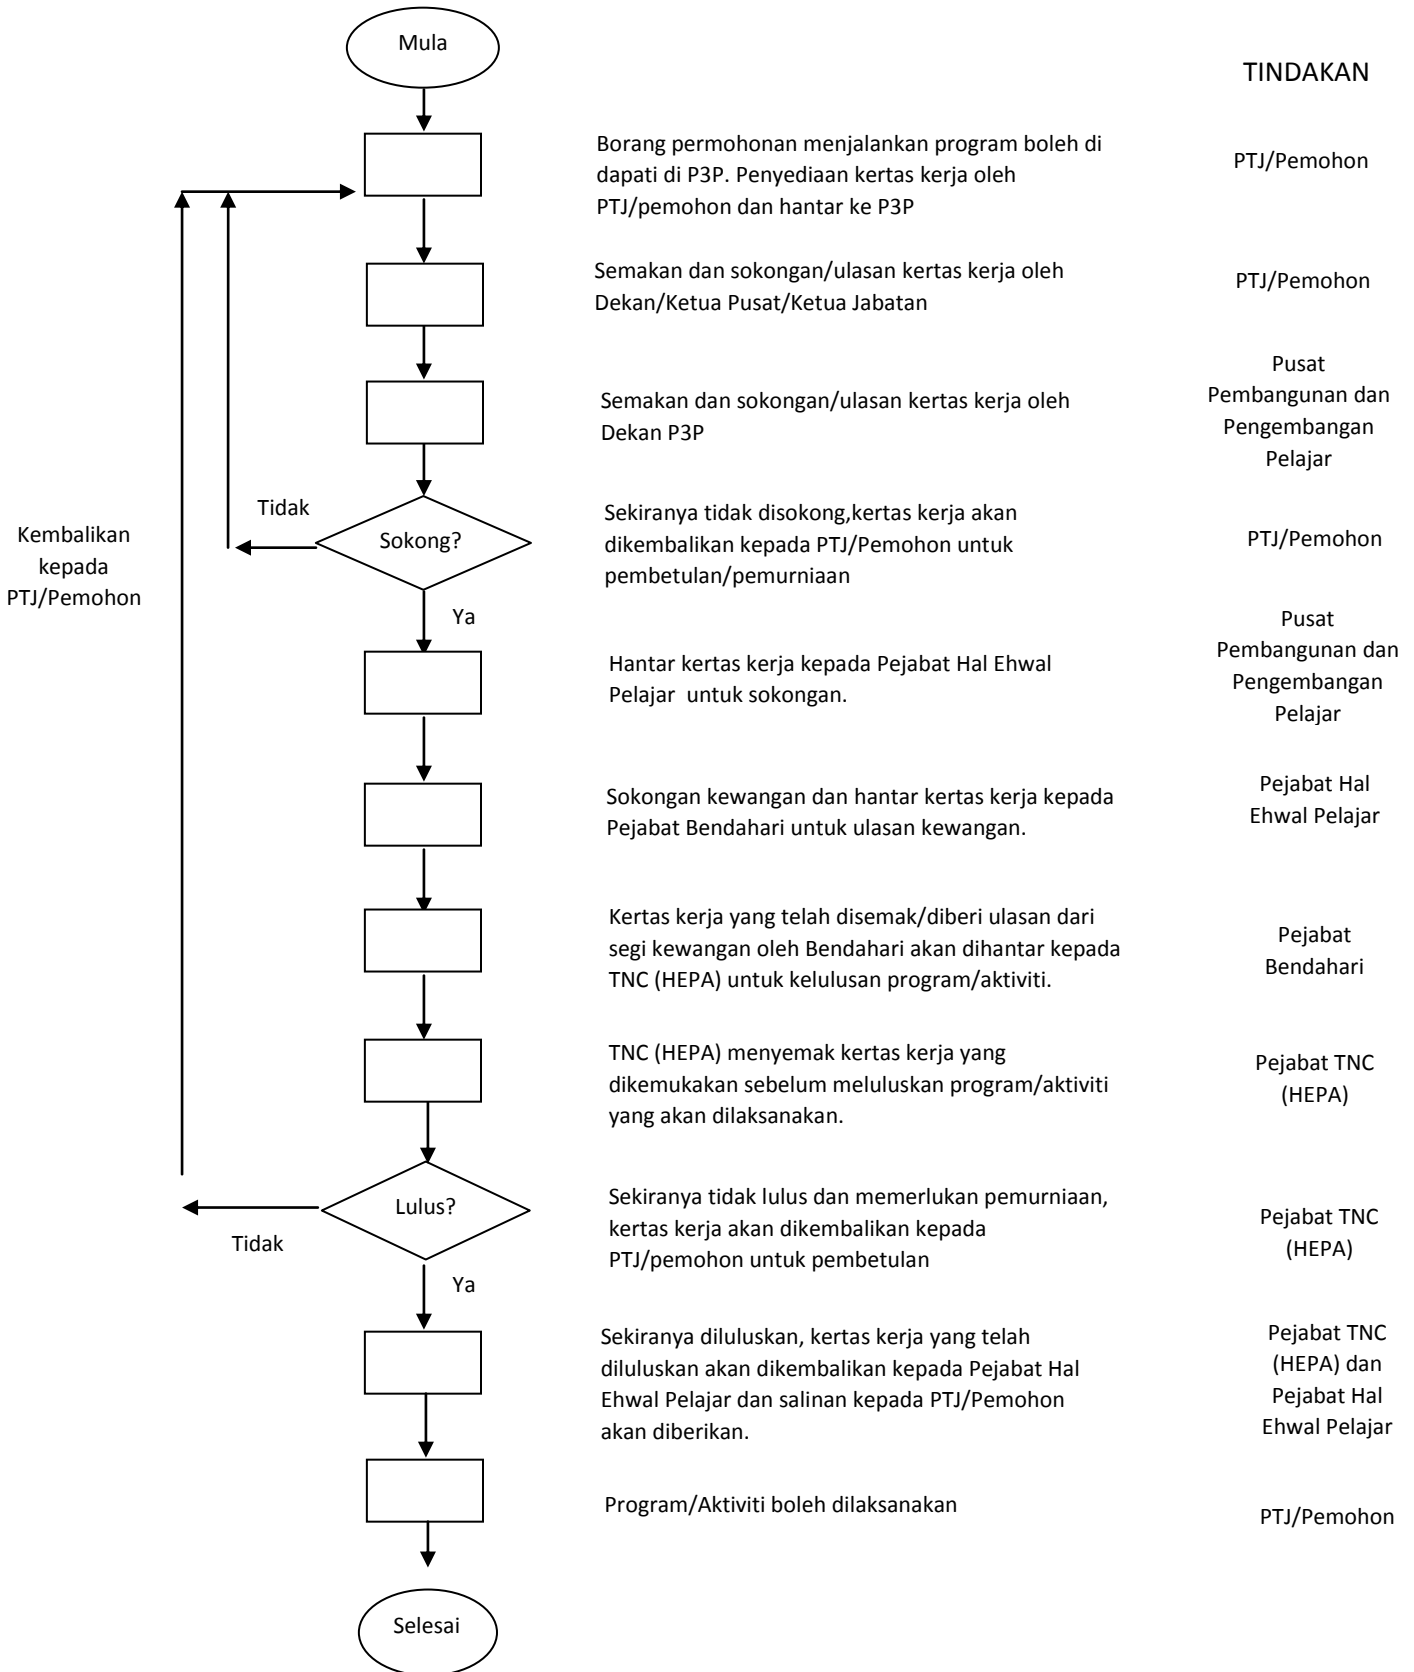 Mula
TINDAKAN
Borang permohonan menjalankan program boleh di
dapati di P3P. Penyediaan kertas kerja oleh
PTJ/pemohon dan hantar ke P3P
PTJ/Pemohon
Semakan dan sokongan/ulasan kertas kerja oleh
Dekan/Ketua Pusat/Ketua Jabatan
PTJ/Pemohon
Semakan dan sokongan/ulasan kertas kerja oleh
Dekan P3P
Pusat
Pembangunan dan
Pengembangan
Pelajar
Kembalikan
kepada
PTJ/Pemohon
Tidak
Sokong?
Sekiranya tidak disokong,kertas kerja akan
dikembalikan kepada PTJ/Pemohon untuk
pembetulan/pemurniaan
PTJ/Pemohon
Ya
Hantar kertas kerja kepada Pejabat Hal Ehwal
Pelajar  untuk sokongan.
Pusat
Pembangunan dan
Pengembangan
Pelajar
Sokongan kewangan dan hantar kertas kerja kepada
Pejabat Bendahari untuk ulasan kewangan.
Pejabat Hal
Ehwal Pelajar
Kertas kerja yang telah disemak/diberi ulasan dari
segi kewangan oleh Bendahari akan dihantar kepada
TNC (HEPA) untuk kelulusan program/aktiviti.
Pejabat
Bendahari
TNC (HEPA) menyemak kertas kerja yang
dikemukakan sebelum meluluskan program/aktiviti
yang akan dilaksanakan.
Pejabat TNC
(HEPA)
Lulus?
Tidak
Sekiranya tidak lulus dan memerlukan pemurniaan,
kertas kerja akan dikembalikan kepada
PTJ/pemohon untuk pembetulan
Pejabat TNC
(HEPA)
Ya
Sekiranya diluluskan, kertas kerja yang telah
diluluskan akan dikembalikan kepada Pejabat Hal
Ehwal Pelajar dan salinan kepada PTJ/Pemohon
akan diberikan.
Pejabat TNC
(HEPA) dan
Pejabat Hal
Ehwal Pelajar
Program/Aktiviti boleh dilaksanakan
PTJ/Pemohon
Selesai